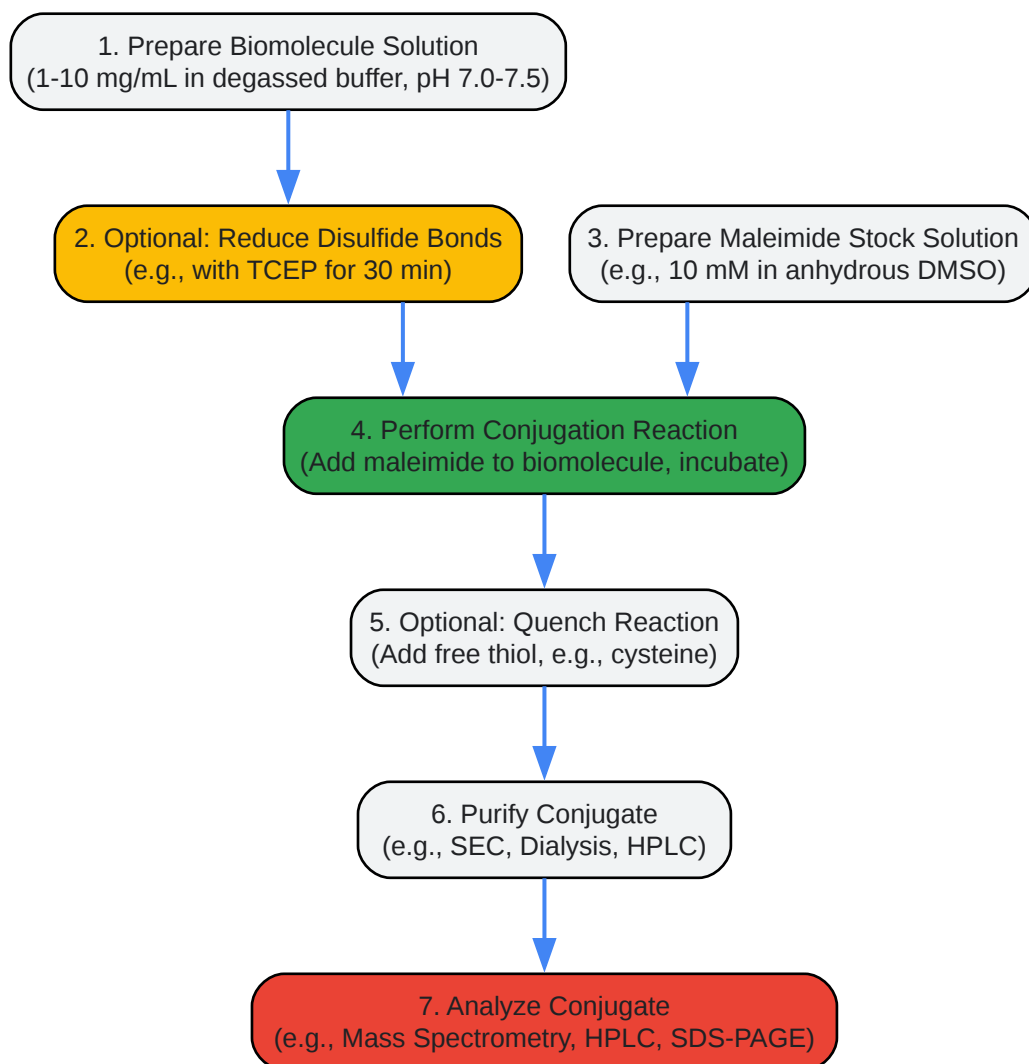 1. Prepare Biomolecule Solution
(1-10 mg/mL in degassed buffer, pH 7.0-7.5)
2. Optional: Reduce Disulfide Bonds
(e.g., with TCEP for 30 min)
3. Prepare Maleimide Stock Solution
(e.g., 10 mM in anhydrous DMSO)
4. Perform Conjugation Reaction
(Add maleimide to biomolecule, incubate)
5. Optional: Quench Reaction
(Add free thiol, e.g., cysteine)
6. Purify Conjugate
(e.g., SEC, Dialysis, HPLC)
7. Analyze Conjugate
(e.g., Mass Spectrometry, HPLC, SDS-PAGE)